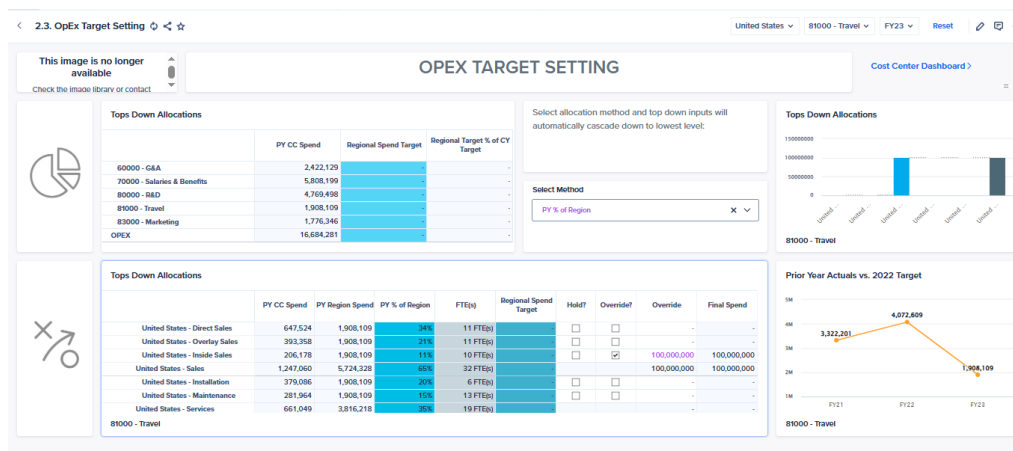 2.3. OpEx Target Setting
United States
81000 - Travel
FY23
Reset
This image is no longer
available
Check the image library or contact
OPEX TARGET SETTING
Cost Center Dashboard
Tops Down Allocations
PY CC Spend Regional Spend Target Regional Target % of CY Target
60000 - G&A 2,422,129 - -
70000 - Salaries & Benefits 5,808,199 - -
80000 - R&D 4,769,498 - -
81000 - Travel 1,908,109 - -
83000 - Marketing 1,776,346 - -
OPEX 16,684,281 - -
Select allocation method and top down inputs will
automatically cascade down to lowest level:
Select Method
PY % of Region
Tops Down Allocations
150000000
100000000
50000000
0
United ...
United ...
United ...
United ...
United ...
United ...
81000 - Travel
Tops Down Allocations
PY CC Spend PY Region Spend PY % of Region FTE(s) Regional Spend Target Hold? Override? Override Final Spend
United States - Direct Sales 647,524 1,908,109 34% 11 FTE(s) - - -
United States - Overlay Sales 393,358 1,908,109 21% 11 FTE(s) - - -
United States - Inside Sales 206,178 1,908,109 11% 10 FTE(s) - 100,000,000 100,000,000
United States - Sales 1,247,060 5,724,328 65% 32 FTE(s) - 100,000,000 100,000,000
United States - Installation 379,086 1,908,109 20% 6 FTE(s) - - -
United States - Maintenance 281,964 1,908,109 15% 13 FTE(s) - - -
United States - Services 661,049 3,816,218 35% 19 FTE(s) - - -
81000 - Travel
Prior Year Actuals vs. 2022 Target
5M
4M
3M
2M
1M
3,322,201
4,072,609
1,908,109
FY21
FY22
FY23
81000 - Travel